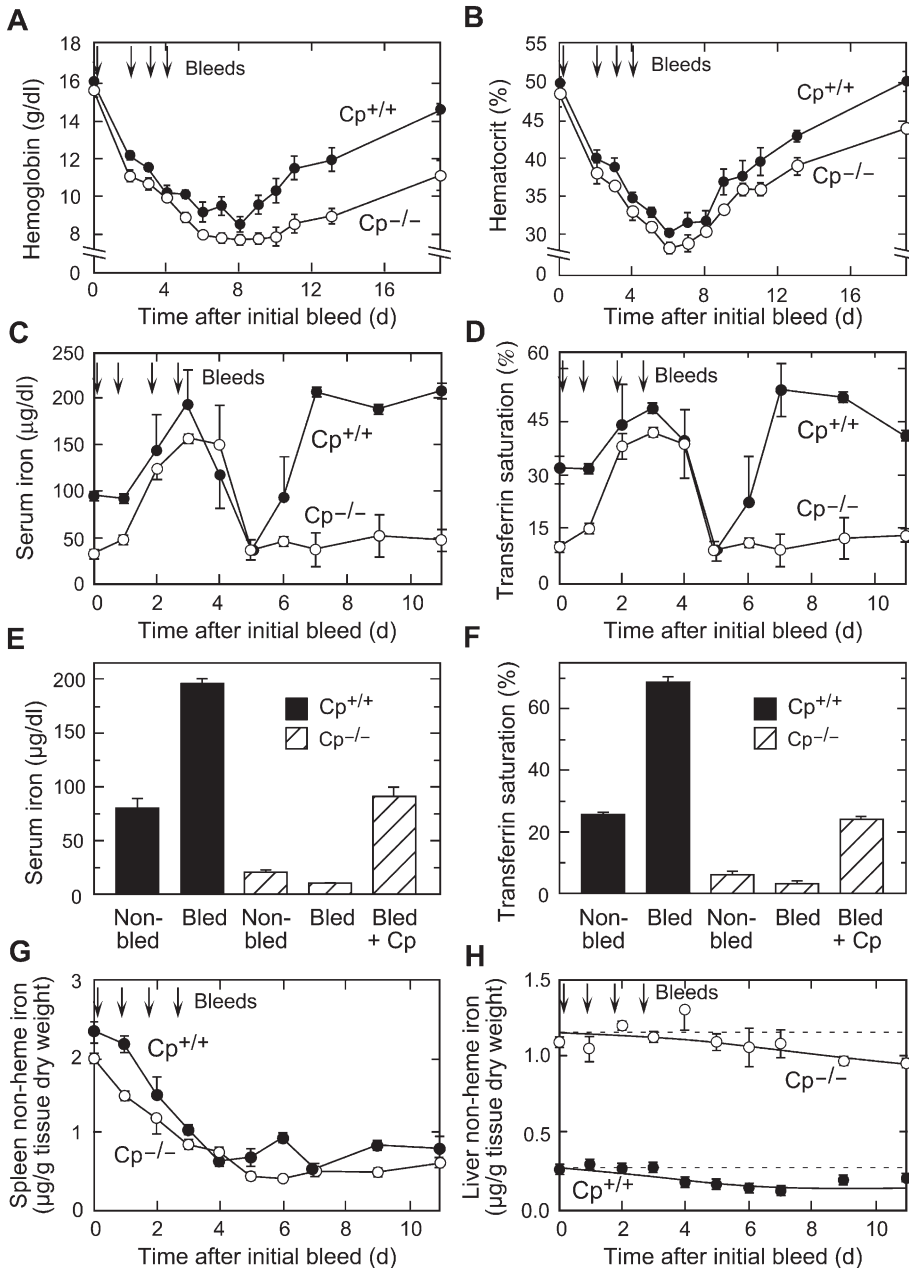 A
Hemoglobin (g/dl)
18
16
14
12
10
8
0
Bleeds
Cp+/+
Cp−/−
0 4 8 12 16
Time after initial bleed (d)
B
Hematocrit (%)
55
50
45
40
35
30
0
Bleeds
Cp+/+
Cp−/−
0 4 8 12 16
Time after initial bleed (d)
C
Serum iron (µg/dl)
250
200
150
100
50
0
Bleeds
Cp+/+
Cp−/−
0 2 4 6 8 10
Time after initial bleed (d)
D
Transferrin saturation (%)
60
45
30
15
0
Bleeds
Cp+/+
Cp−/−
0 2 4 6 8 10
Time after initial bleed (d)
E
Serum iron (µg/dl)
200
150
100
50
0
Cp+/+
Cp−/−
Non- Bled Non- Bled Bled
bled bled + Cp
F
Transferrin saturation (%)
60
40
20
0
Cp+/+
Cp−/−
Non- Bled Non- Bled Bled
bled bled + Cp
G
Spleen non-heme iron
(µg/g tissue dry weight)
3
2
1
0
Bleeds
Cp+/+
Cp−/−
0 2 4 6 8 10
Time after initial bleed (d)
H
Liver non-heme iron
(µg/g tissue dry weight)
1.5
1.0
0.5
0.0
Bleeds
Cp−/−
Cp+/+
0 2 4 6 8 10
Time after initial bleed (d)